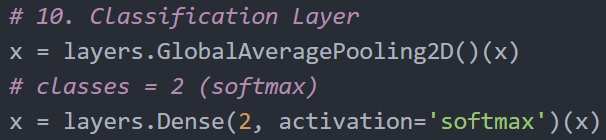 # 10. Classification Layer
x = layers.GlobalAveragePooling2D()(x)
# classes = 2 (softmax)
x = layers.Dense(2, activation='softmax')(x)